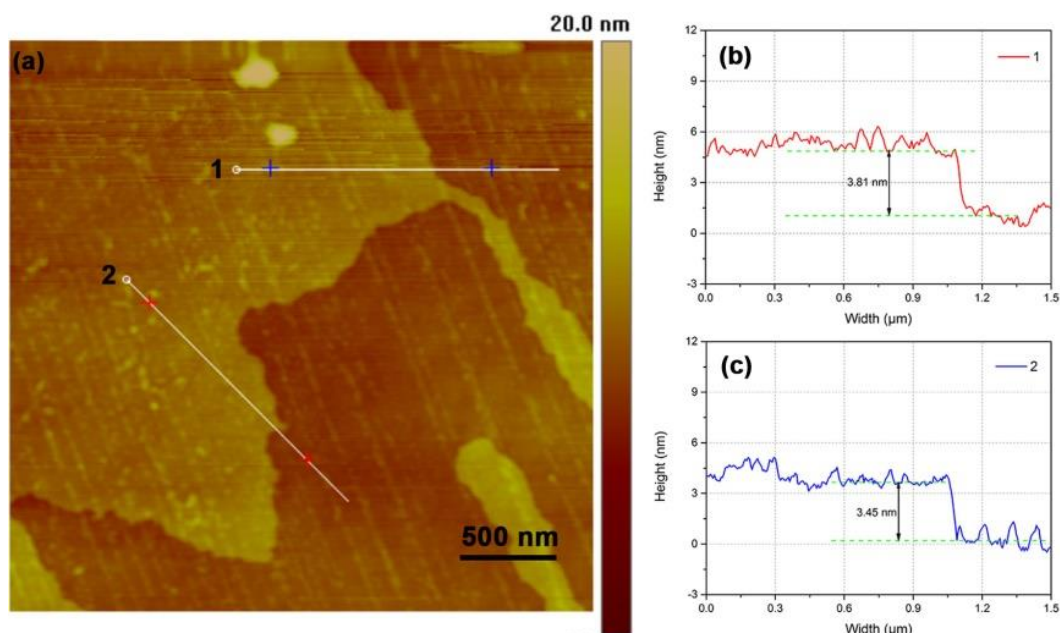 20.0 nm
(a)
1
2
500 nm
(b)
1
Height (nm)
12
9
6
3
0
-3
3.81 nm
0.0 0.3 0.6 0.9 1.2 1.5
Width (μm)
(c)
2
Height (nm)
12
9
6
3
0
-3
3.45 nm
0.0 0.3 0.6 0.9 1.2 1.5
Width (μm)